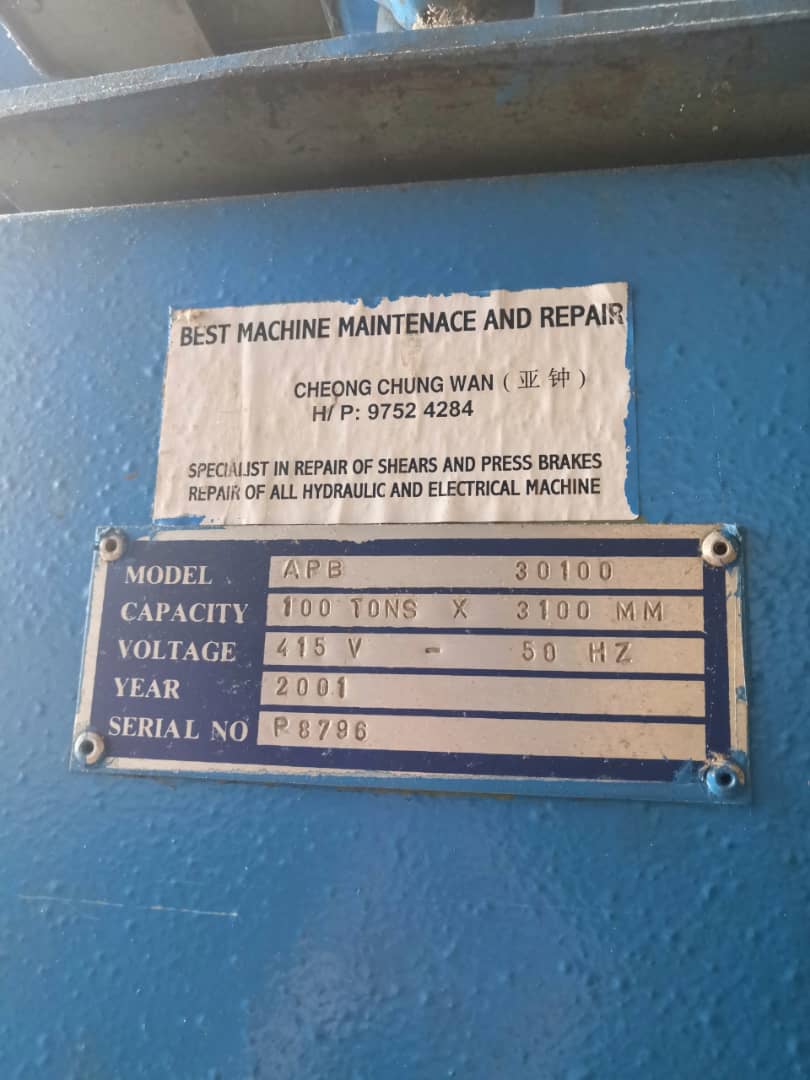 BEST MACHINE MAINTENACE AND REPAIR
CHEONG CHUNG WAN ( 亚 钟 )
H/ P: 9752 4284
SPECIALIST IN REPAIR OF SHEARS AND PRESS BRAKES
REPAIR OF ALL HYDRAULIC AND ELECTRICAL MACHINE
MODEL APB 30100
CAPACITY 100 TONS X 3100 MM
VOLTAGE 415 V - 50 HZ
YEAR 2001
SERIAL NO P8796